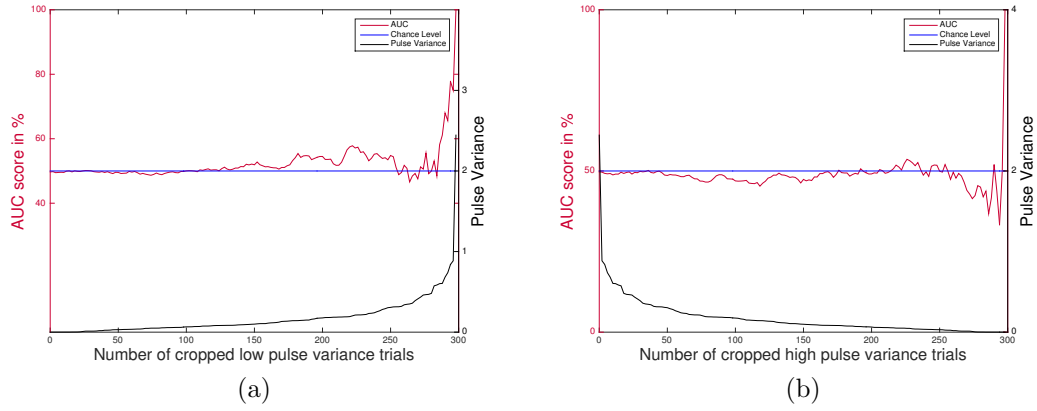 100
80
60
50
40
AUC score in %
AUC
Chance Level
Pulse Variance
3
2
1
0
Pulse Variance
0 50 100 150 200 250 300
Number of cropped low pulse variance trials
(a)
100
50
0
AUC score in %
AUC
Chance Level
Pulse Variance
4
2
0
Pulse Variance
0 50 100 150 200 250 300
Number of cropped high pulse variance trials
(b)